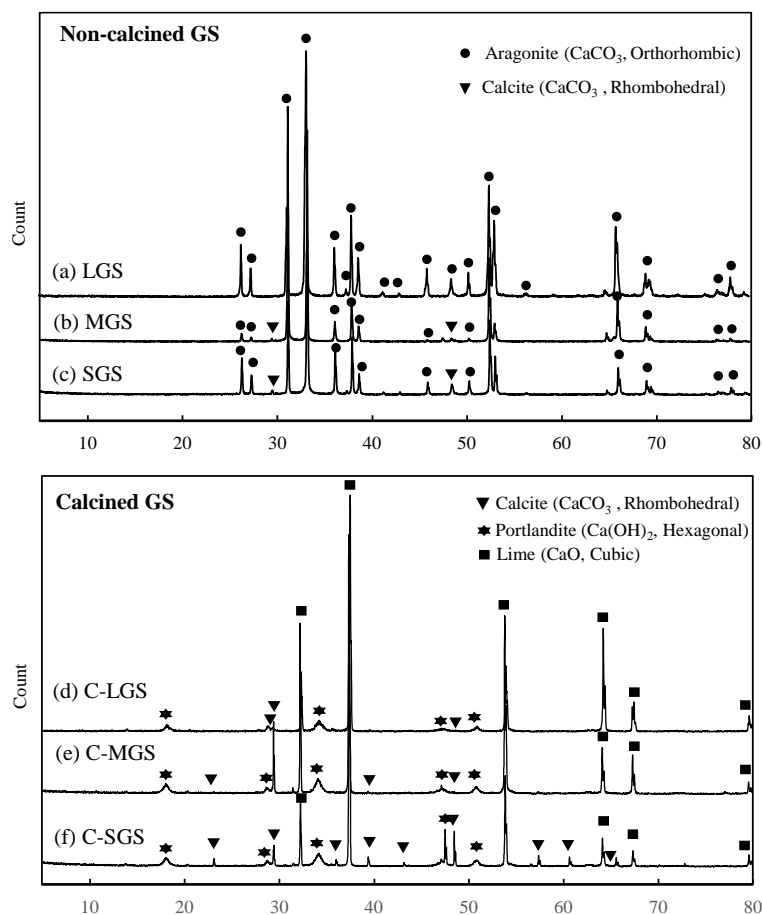 Non-calcined GS
Aragonite (CaCO3, Orthorhombic)
Calcite (CaCO3 , Rhombohedral)
Count
(a) LGS
(b) MGS
(c) SGS
10 20 30 40 50 60 70 80
Calcined GS
Calcite (CaCO3 , Rhombohedral)
Portlandite (Ca(OH)2, Hexagonal)
Lime (CaO, Cubic)
Count
(d) C-LGS
(e) C-MGS
(f) C-SGS
10 20 30 40 50 60 70 80